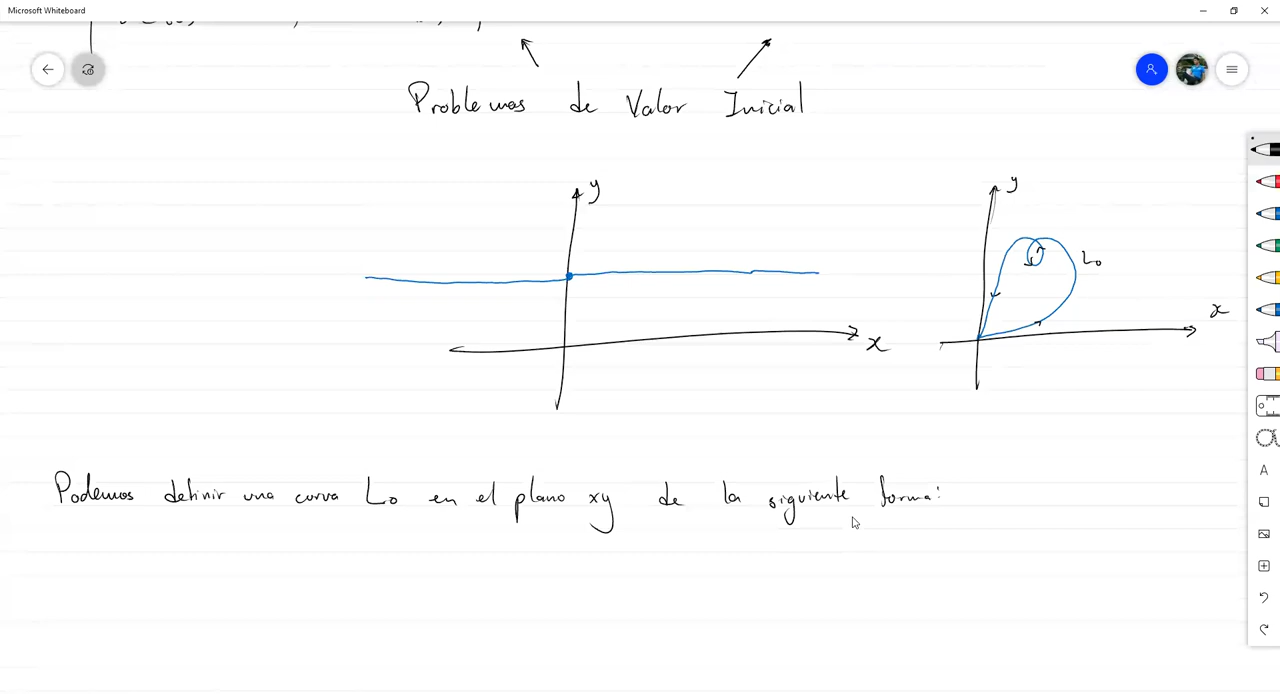 Microsoft Whiteboard
Problemas de Valor Inicial
y
x
y
Lo
x
Podemos definir una curva Lo en el plano xy de la siguiente forma:
A